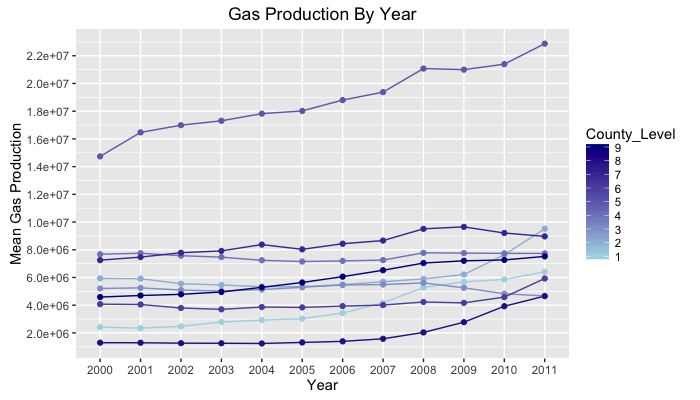 Gas Production By Year
Mean Gas Production
2.2e+07
2.0e+07
1.8e+07
1.6e+07
1.4e+07
1.2e+07
1.0e+07
8.0e+06
6.0e+06
4.0e+06
2.0e+06
2000 2001 2002 2003 2004 2005 2006 2007 2008 2009 2010 2011
Year
County_Level
9
8
7
6
5
4
3
2
1